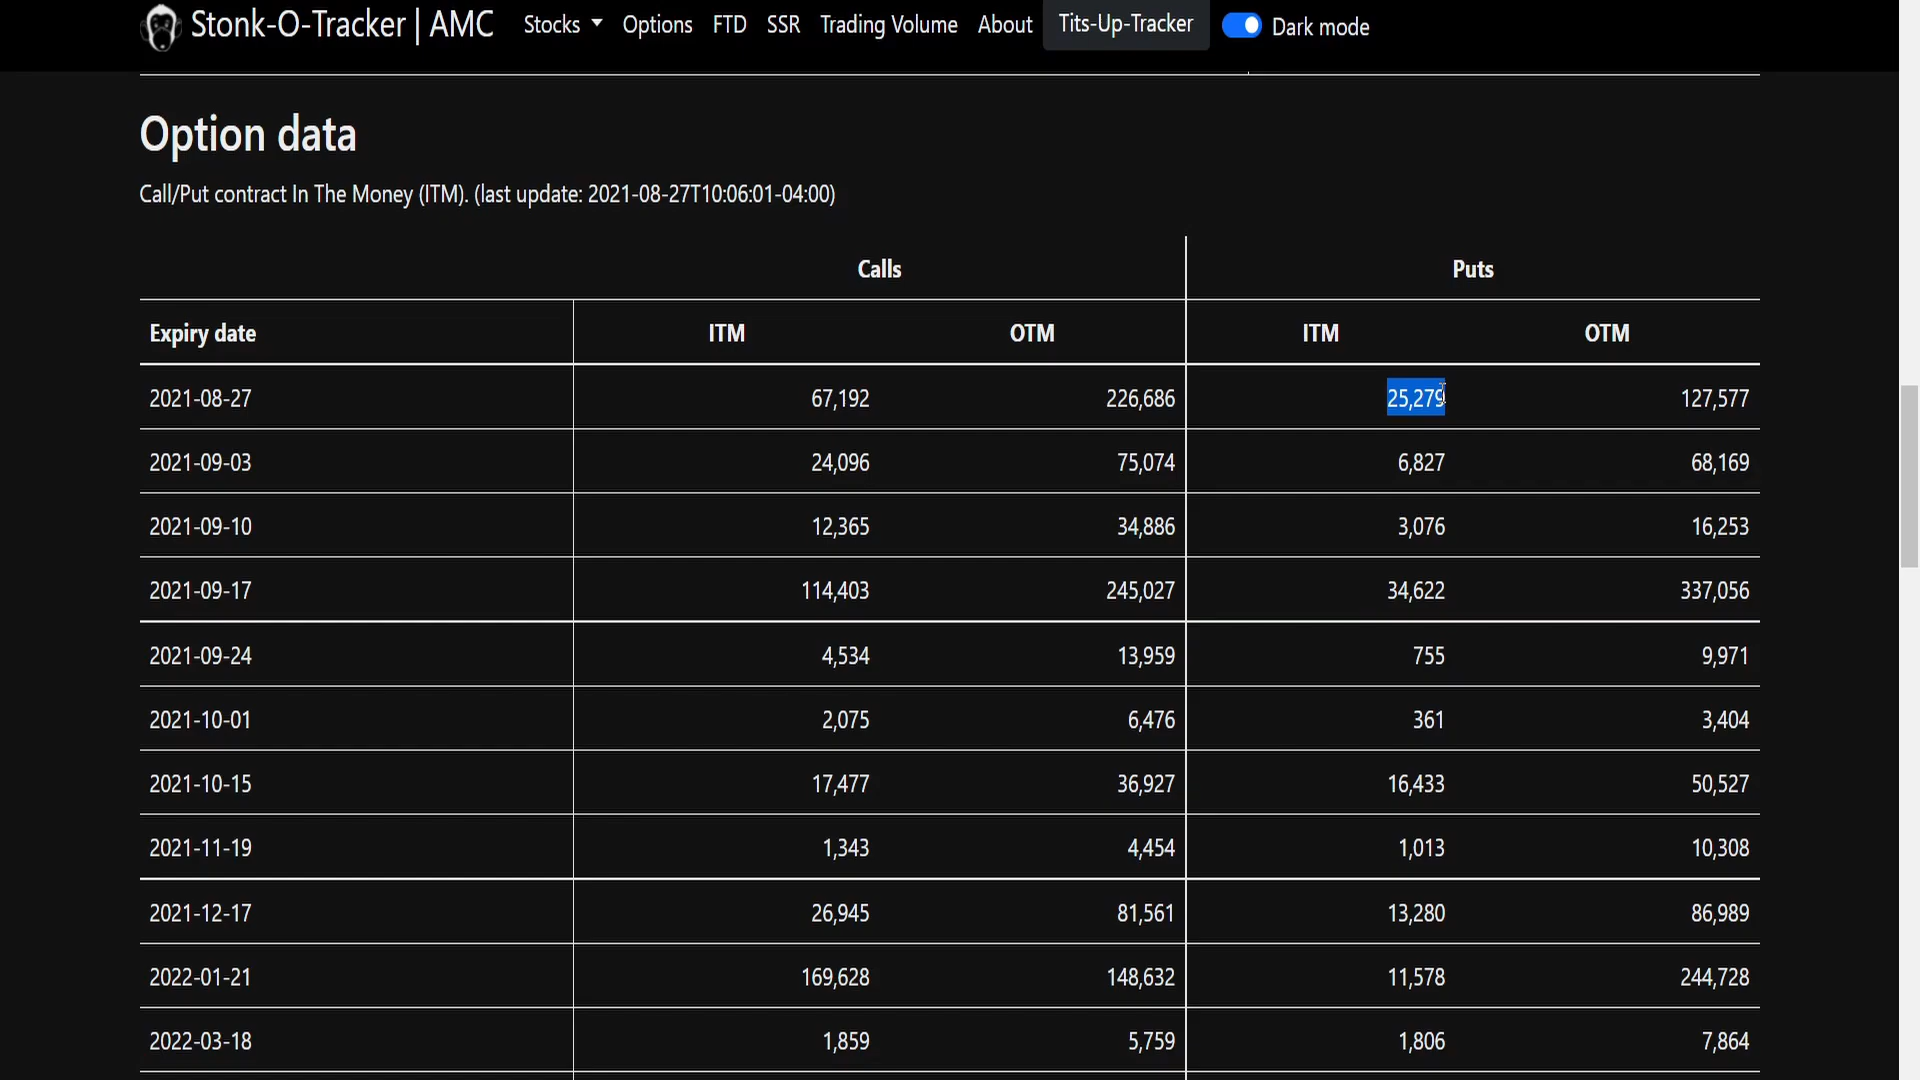 Stonk-O-Tracker | AMC Stocks Options FTD SSR Trading Volume About Tits-Up-Tracker Dark mode
Option data
Call/Put contract In The Money (ITM). (last update: 2021-08-27T10:06:01-04:00)
Calls Puts
Expiry date ITM OTM ITM OTM
2021-08-27 67,192 226,686 25,279 127,577
2021-09-03 24,096 75,074 6,827 68,169
2021-09-10 12,365 34,886 3,076 16,253
2021-09-17 114,403 245,027 34,622 337,056
2021-09-24 4,534 13,959 755 9,971
2021-10-01 2,075 6,476 361 3,404
2021-10-15 17,477 36,927 16,433 50,527
2021-11-19 1,343 4,454 1,013 10,308
2021-12-17 26,945 81,561 13,280 86,989
2022-01-21 169,628 148,632 11,578 244,728
2022-03-18 1,859 5,759 1,806 7,864